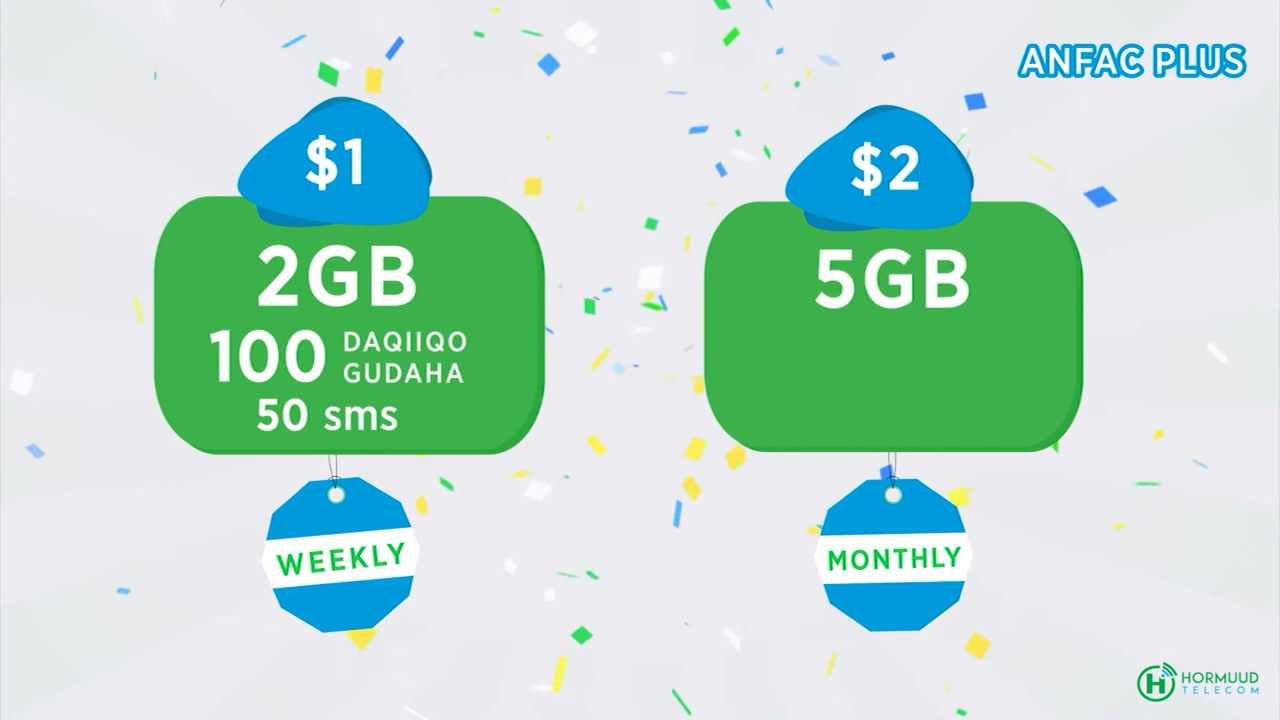 ANFAC PLUS
$1
2GB
100 DAQIIQO
GUDAHA
50 sms
WEEKLY
$2
5GB
MONTHLY
HORMUUD
TELECOM